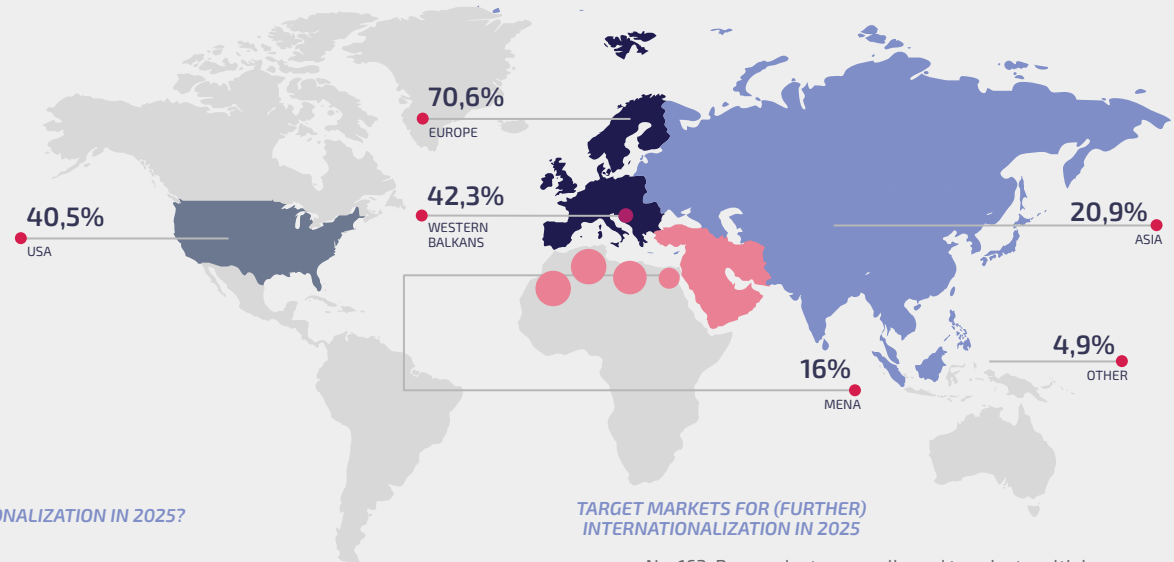 70,6%
EUROPE
42,3%
WESTERN
BALKANS
40,5%
USA
20,9%
ASIA
4,9%
OTHER
16%
MENA
ONALIZATION IN 2025?
TARGET MARKETS FOR (FURTHER)
INTERNATIONALIZATION IN 2025